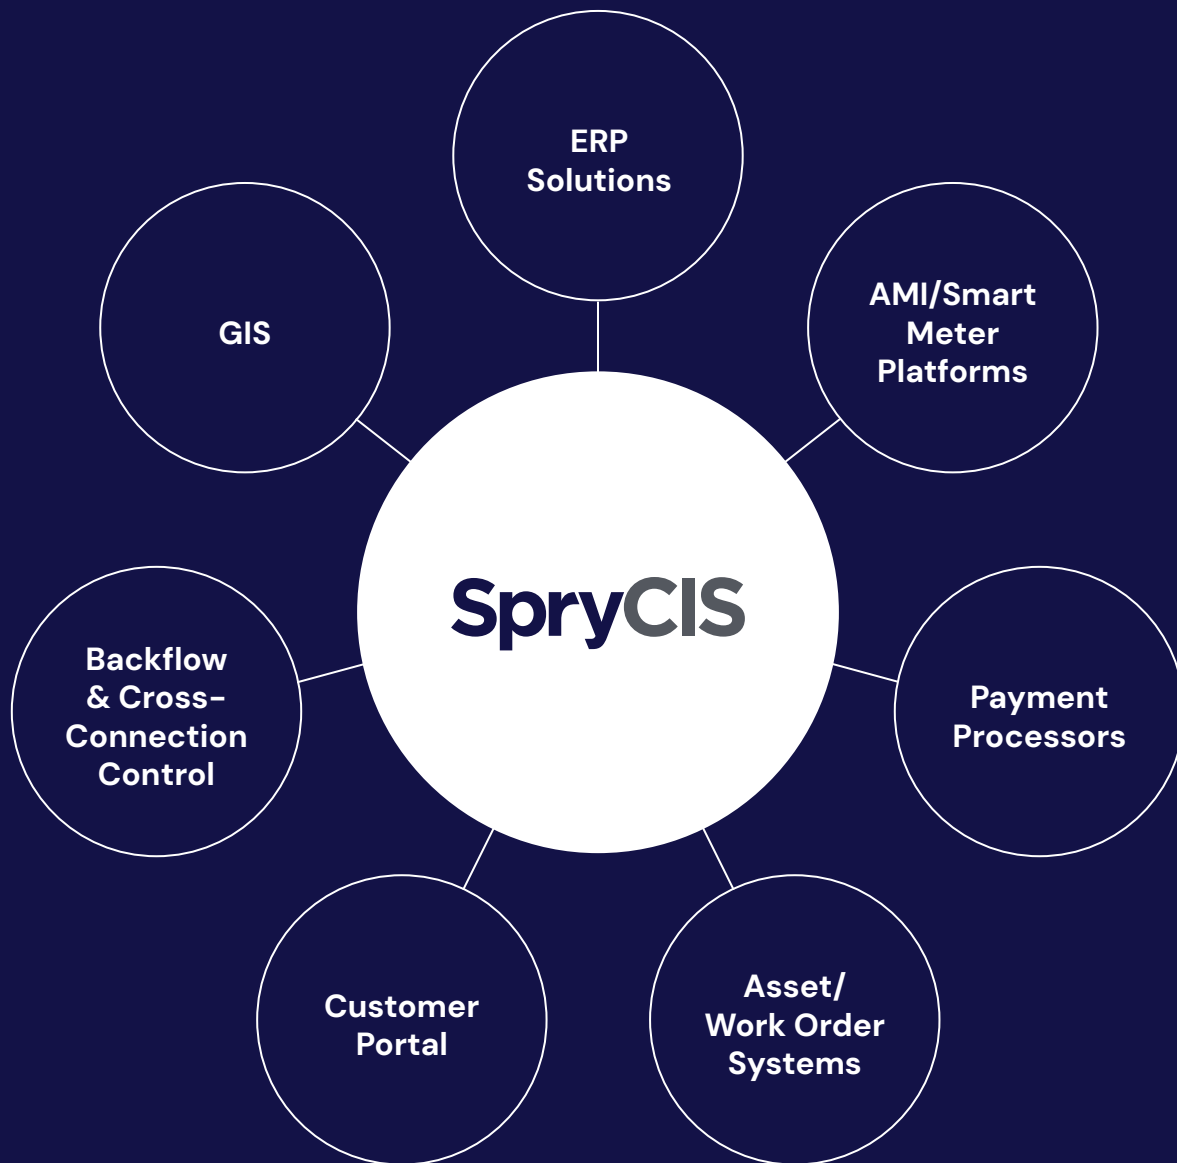 ERP
Solutions
AMI/Smart
Meter
Platforms
GIS
SpryCIS
Backflow
& Cross-
Connection
Control
Payment
Processors
Customer
Portal
Asset/
Work Order
Systems